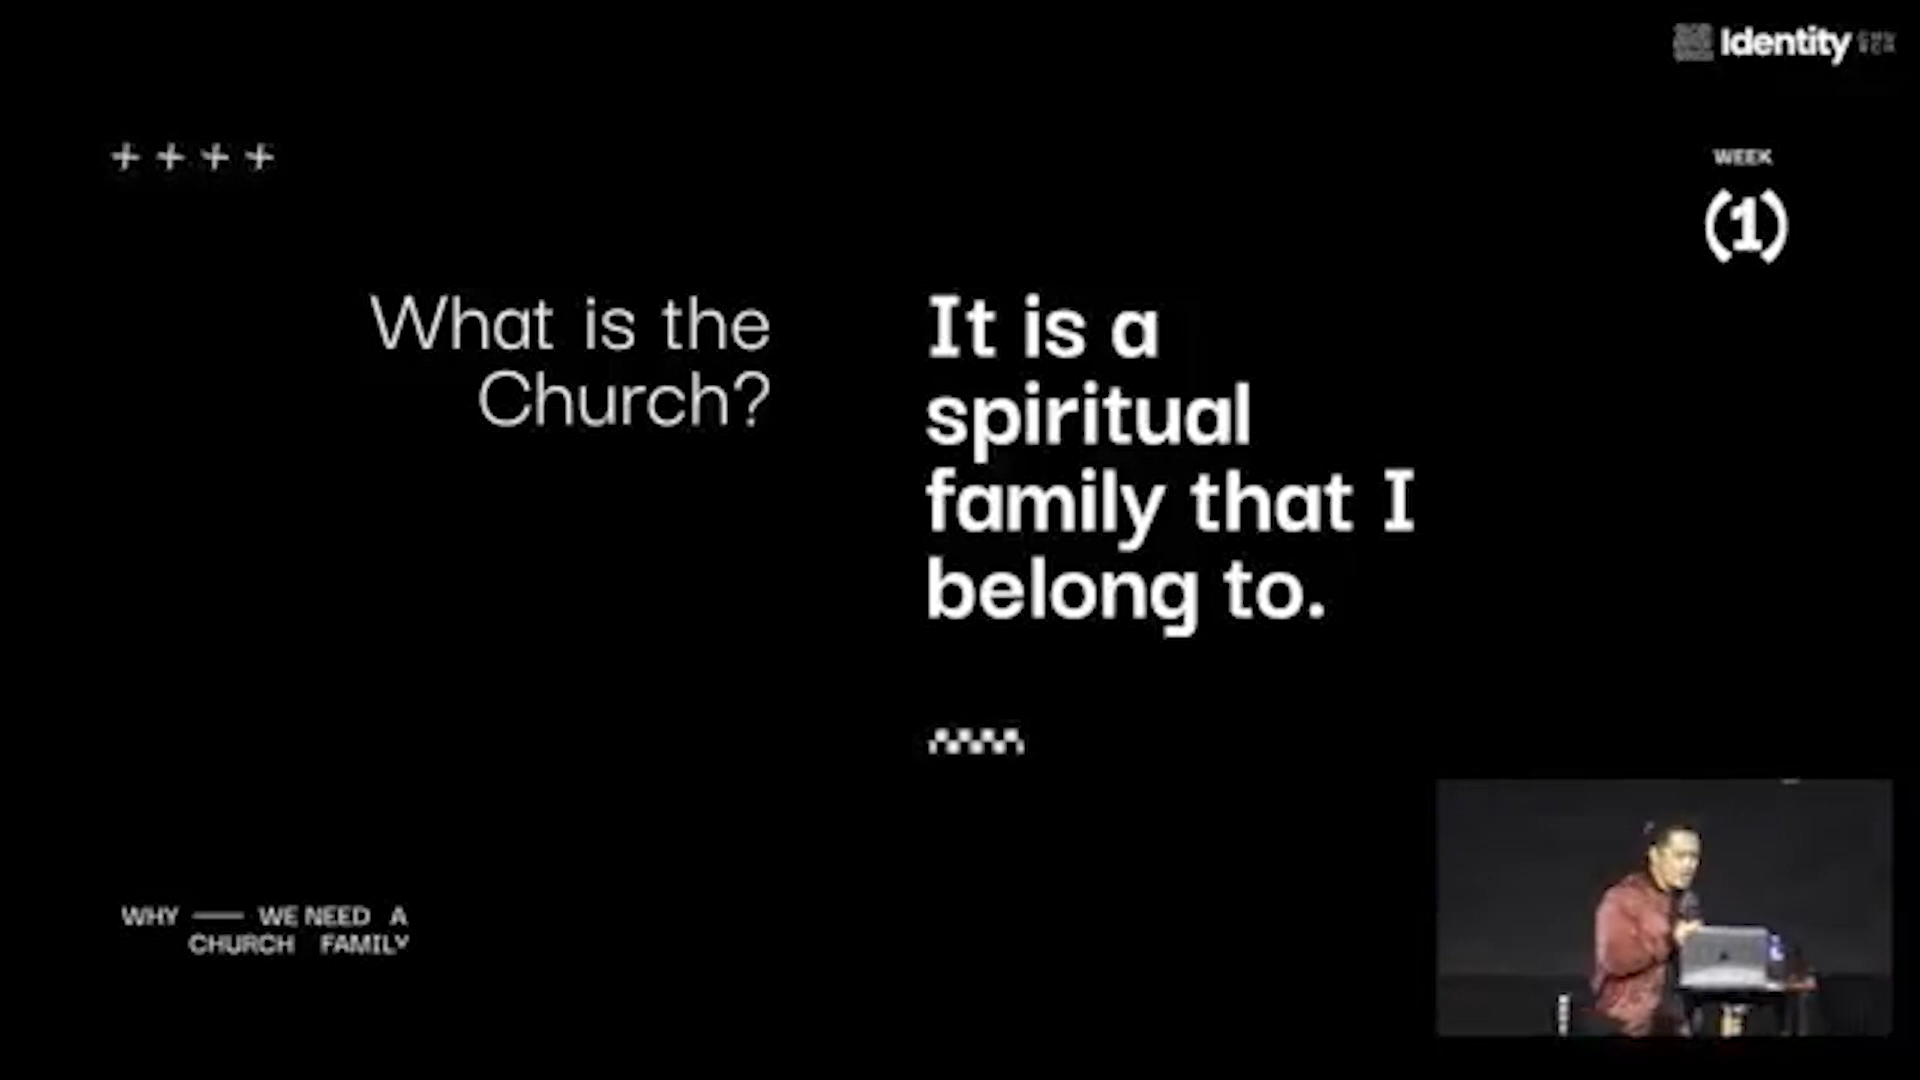 Identity
WEEK
(1)
What is the
Church?
It is a
spiritual
family that I
belong to.
WHY — WE NEED A
CHURCH FAMILY